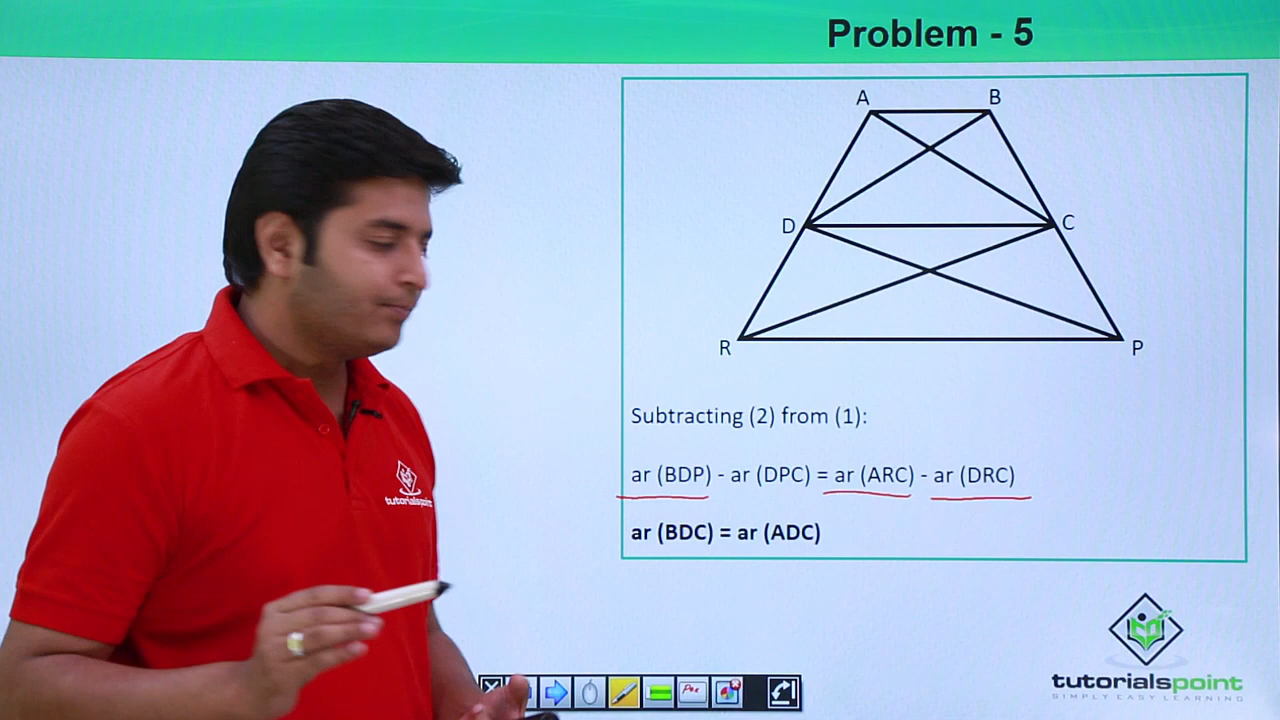 Problem - 5
A B
D C
R P
Subtracting (2) from (1):
ar (BDP) - ar (DPC) = ar (ARC) - ar (DRC)
ar (BDC) = ar (ADC)
tutorialspoint
Pen
tutorialspoint
SIMPLY EASY LEARNING